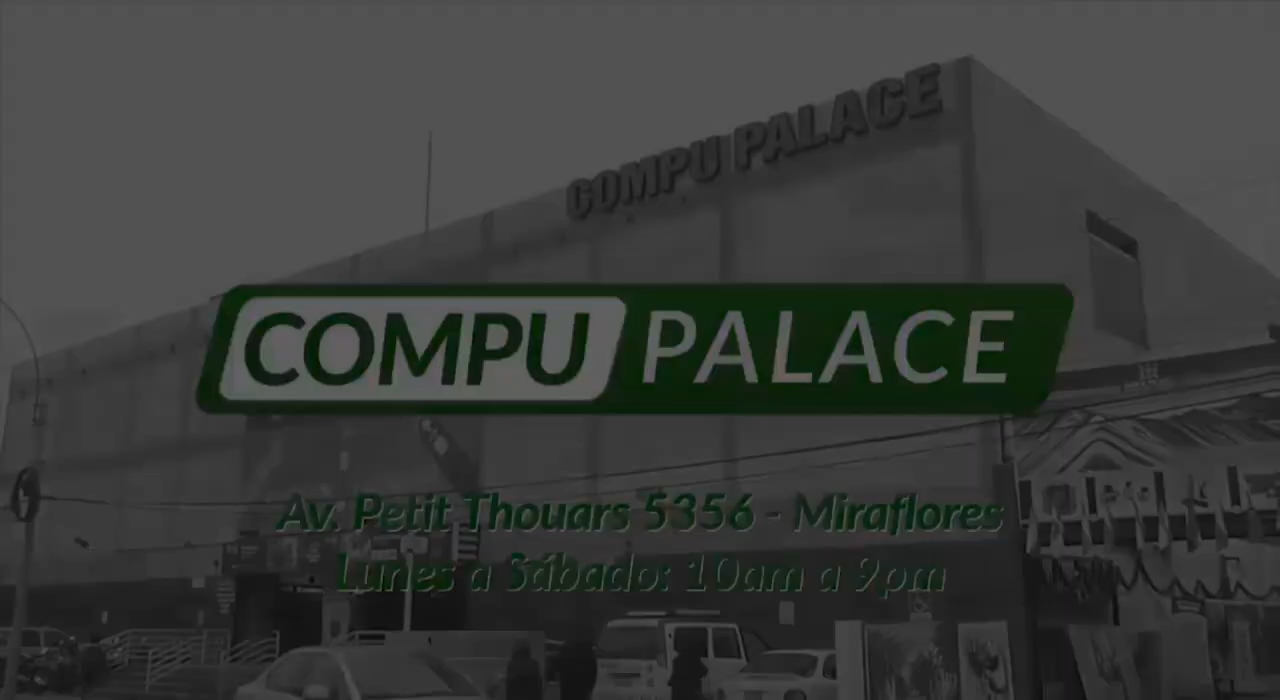 COMPU PALACE
COMPU PALACE
Av. Petit Thouars 5356 - Miraflores
Lunes a Sábado: 10am a 9pm